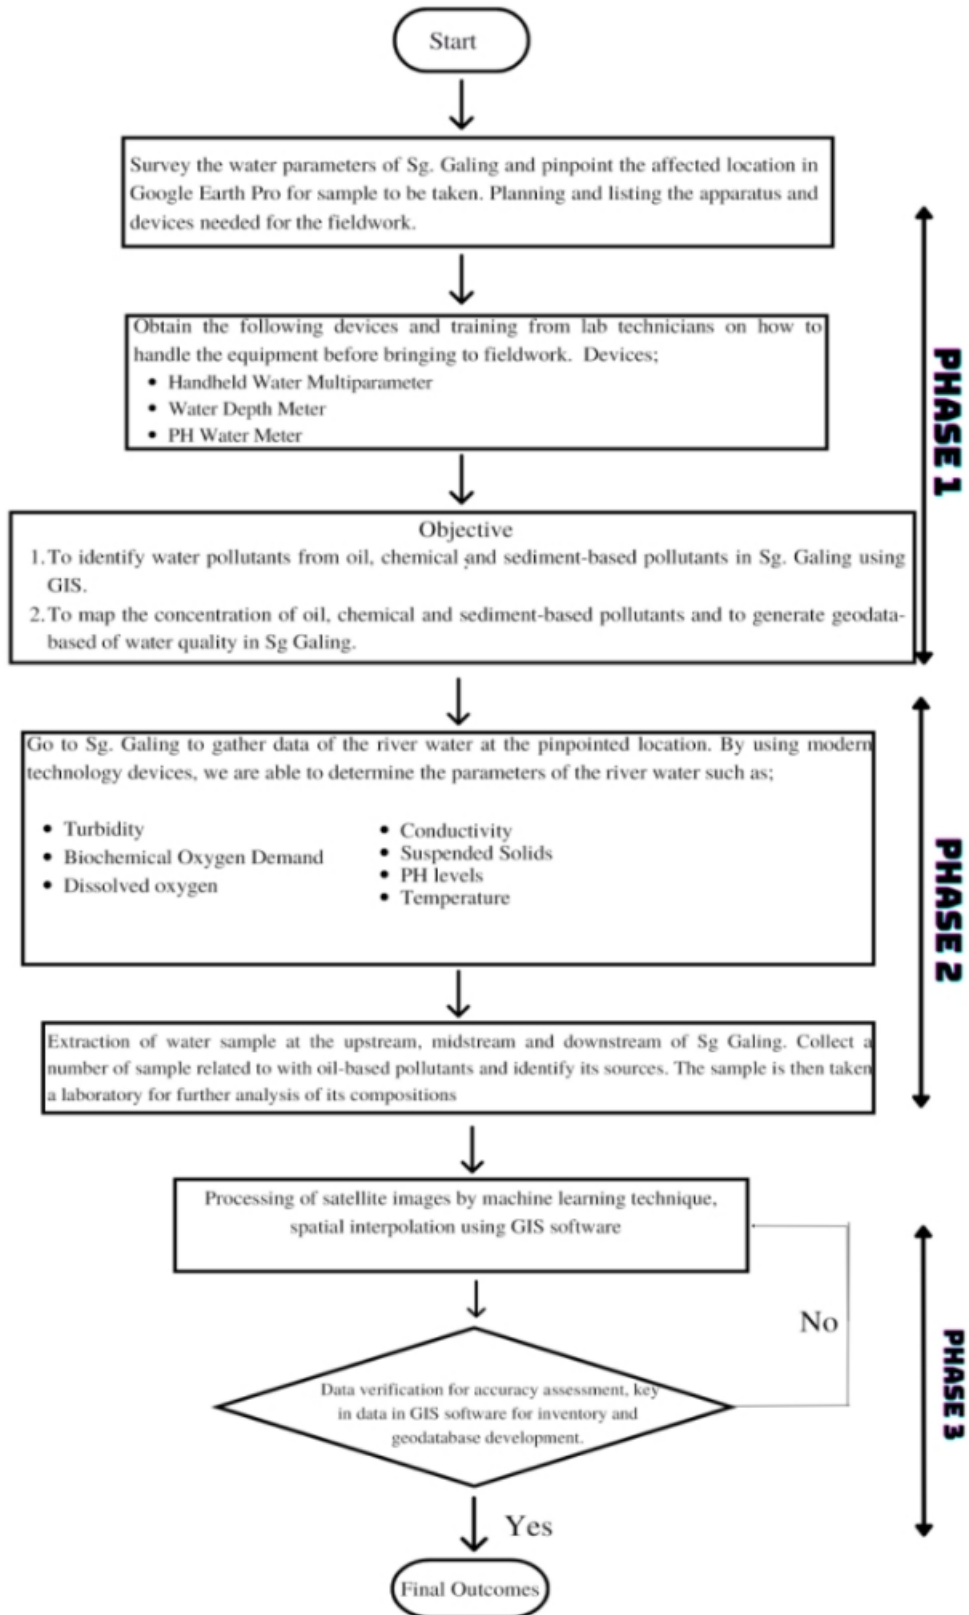 Start
Survey the water parameters of Sg. Galing and pinpoint the affected location in
Google Earth Pro for sample to be taken. Planning and listing the apparatus and
devices needed for the fieldwork.
Obtain the following devices and training from lab technicians on how to
handle the equipment before bringing to fieldwork. Devices;
• Handheld Water Multiparameter
• Water Depth Meter
• PH Water Meter
PHASE 1
Objective
1. To identify water pollutants from oil, chemical and sediment-based pollutants in Sg. Galing using
GIS.
2. To map the concentration of oil, chemical and sediment-based pollutants and to generate geodata-
based of water quality in Sg Galing.
Go to Sg. Galing to gather data of the river water at the pinpointed location. By using modern
technology devices, we are able to determine the parameters of the river water such as;
• Turbidity
• Biochemical Oxygen Demand
• Dissolved oxygen
• Conductivity
• Suspended Solids
• PH levels
• Temperature
PHASE 2
Extraction of water sample at the upstream, midstream and downstream of Sg Galing. Collect a
number of sample related to with oil-based pollutants and identify its sources. The sample is then taken
a laboratory for further analysis of its compositions
Processing of satellite images by machine learning technique,
spatial interpolation using GIS software
No
Data verification for accuracy assessment, key
in data in GIS software for inventory and
geodatabase development.
PHASE 3
Yes
Final Outcomes